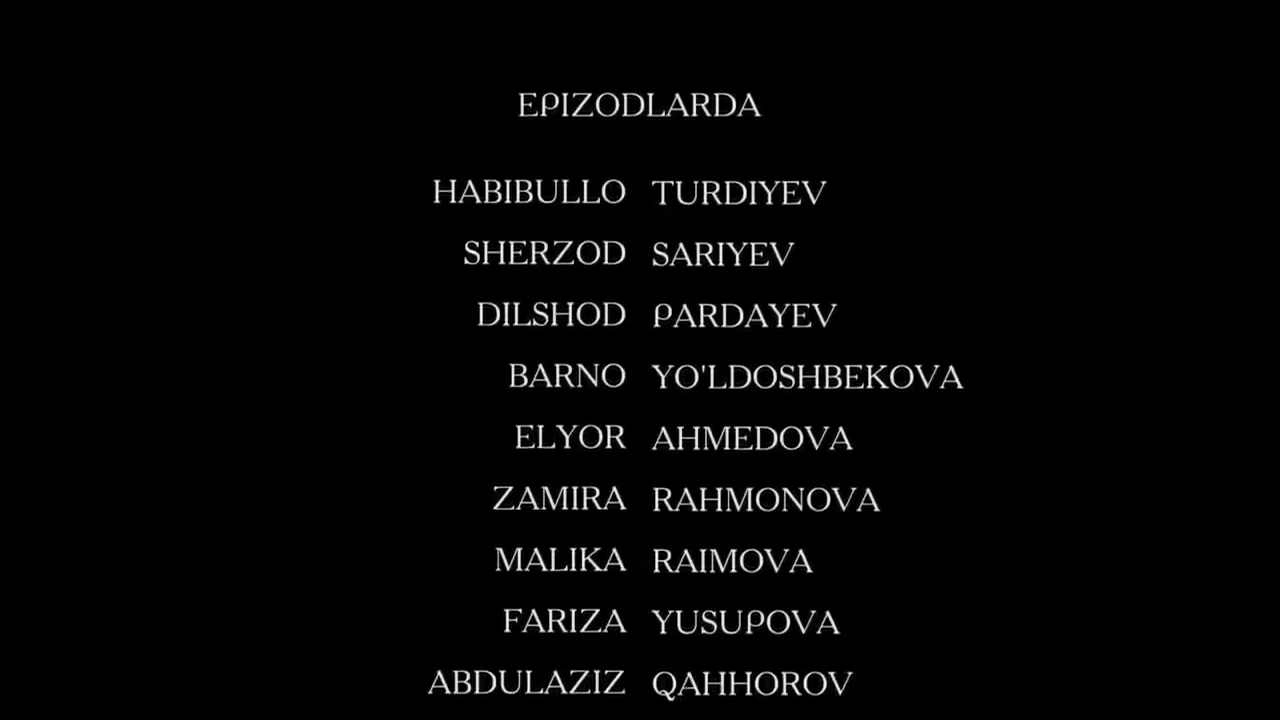 EPIZODLARDA
HABIBULLO TURDIYEV
SHERZOD SARIYEV
DILSHOD PARDAYEV
BARNO YO'LDOSHBEKOVA
ELYOR AHMEDOVA
ZAMIRA RAHMONOVA
MALIKA RAIMOVA
FARIZA YUSUPOVA
ABDULAZIZ QAHHOROV